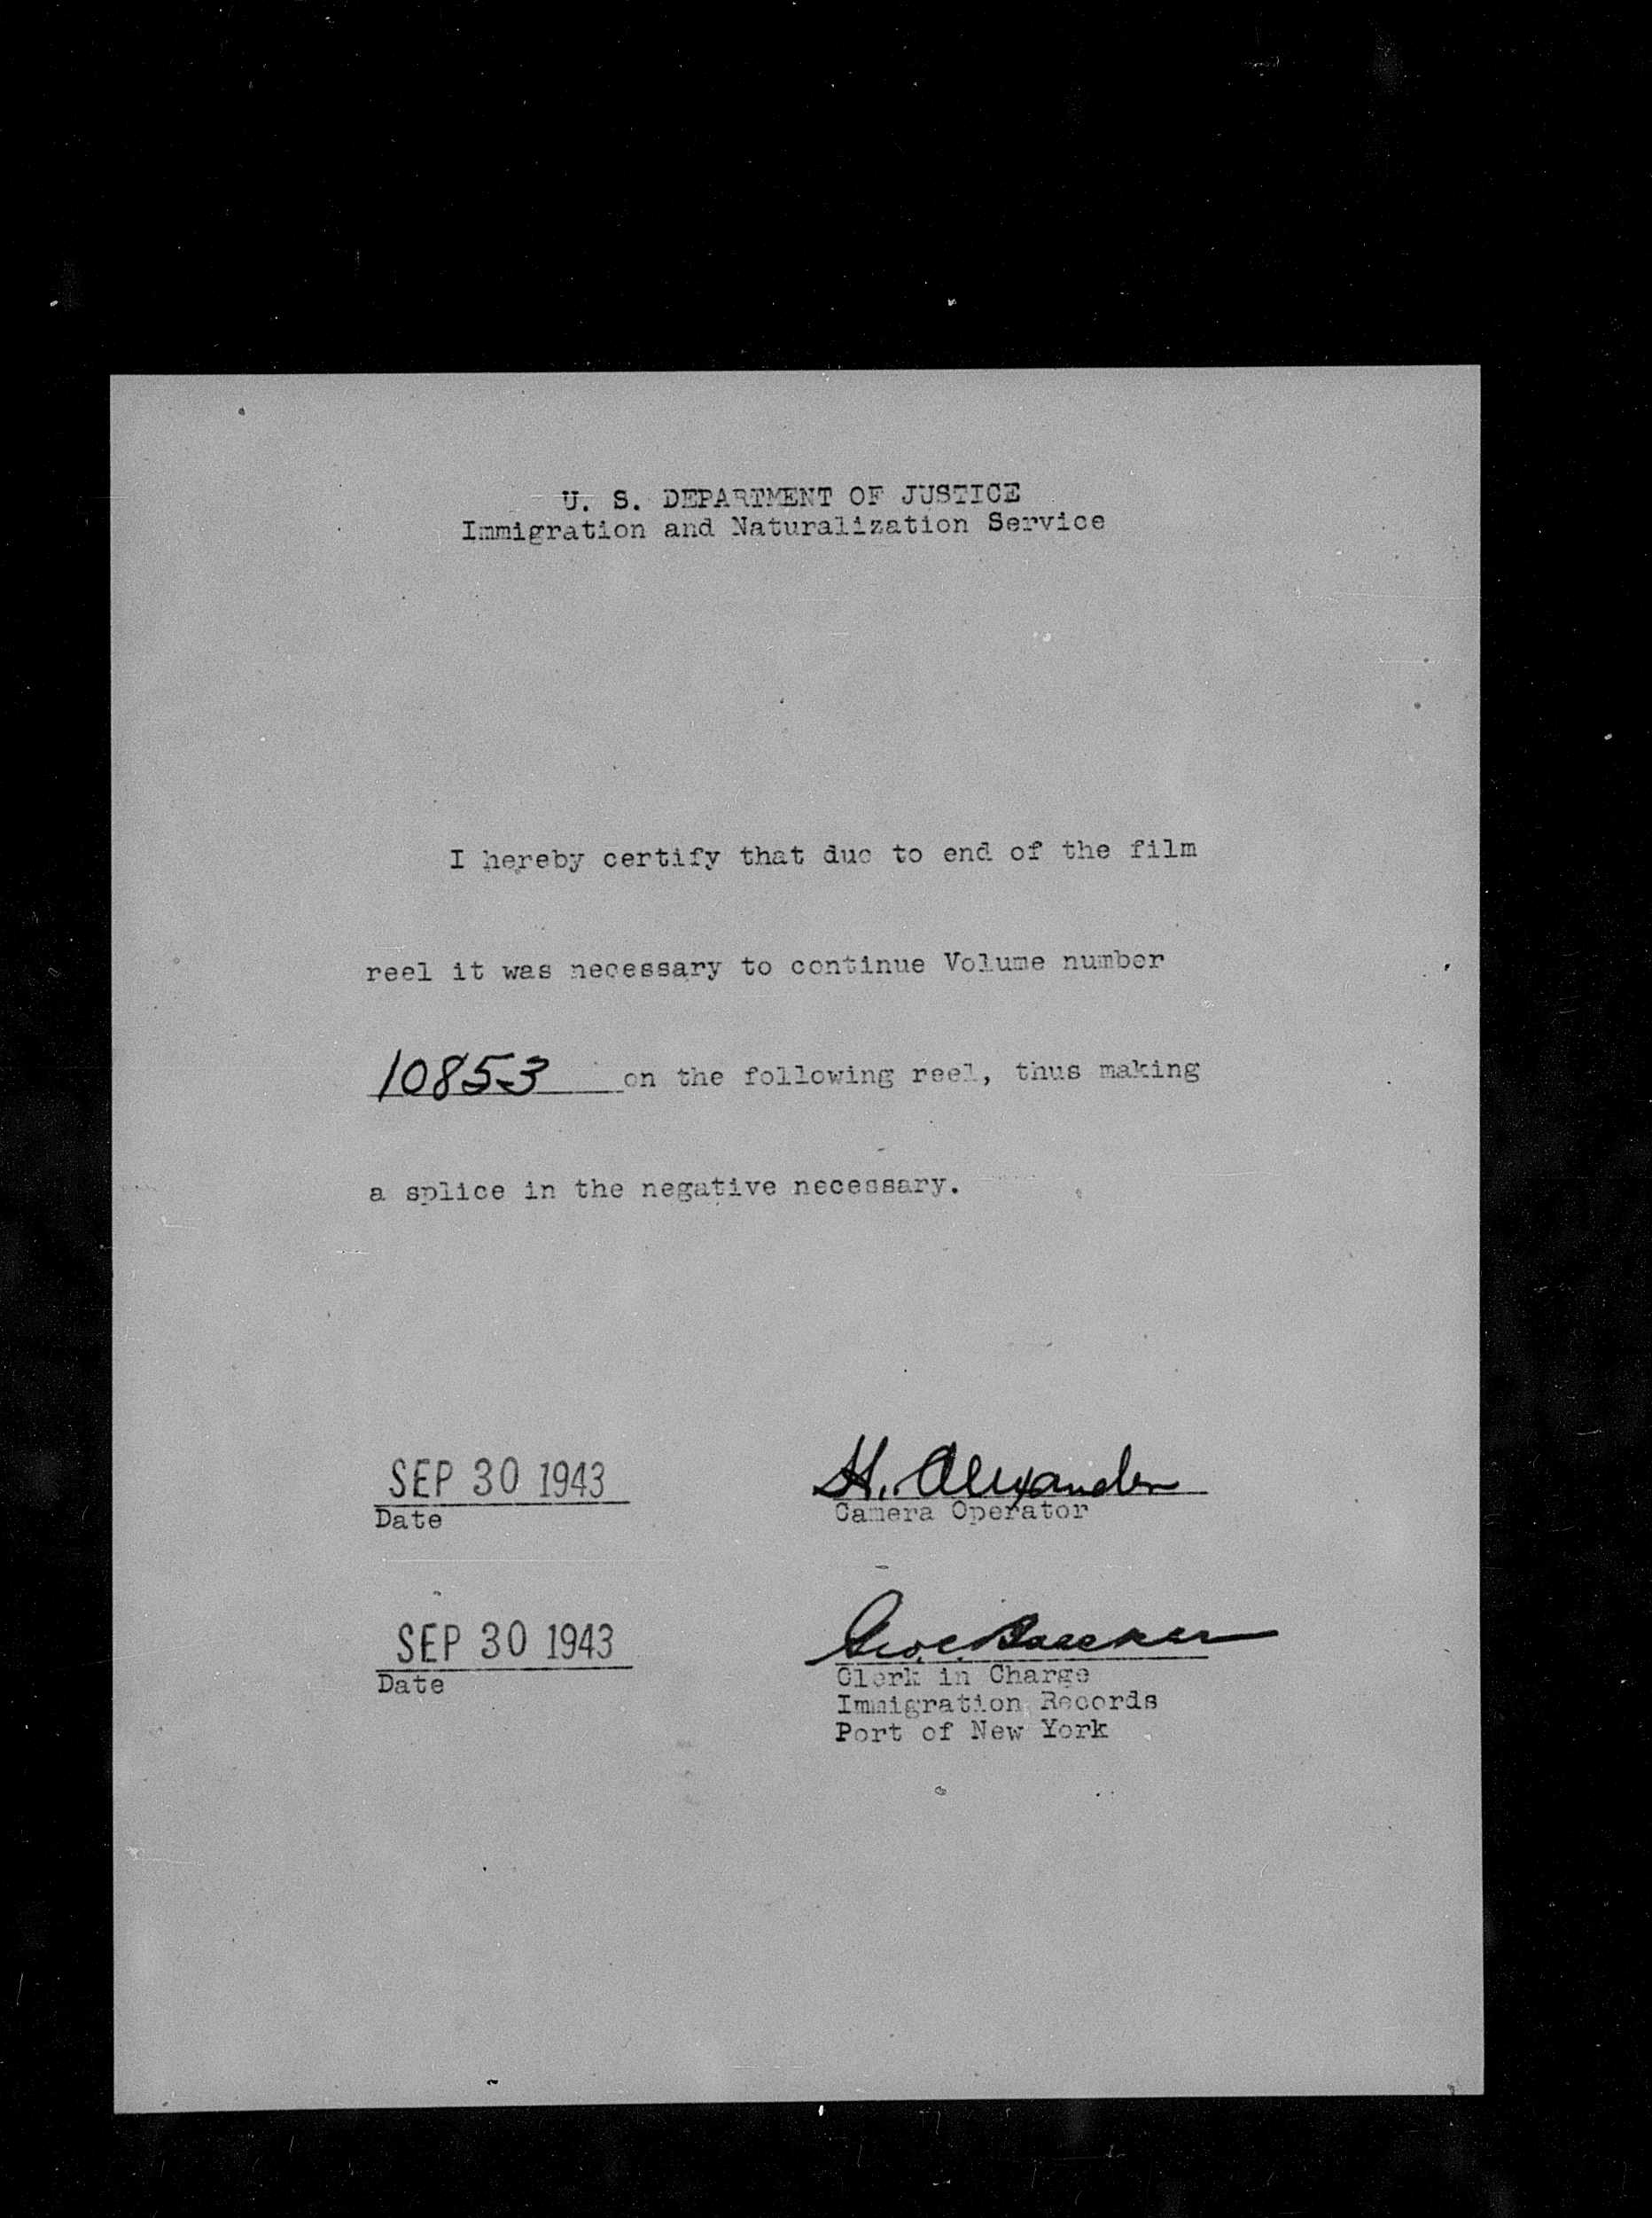 U. S. DEPARTMENT OF JUSTICE
Immigration and Naturalization Service
I hereby certify that due to end of the film
reel it was necessary to continue Volume number
10853 on the following reel, thus making
a splice in the negative necessary.
SEP 30 1943 H. Alexander
Date Camera Operator
SEP 30 1943 Geo. C.
Date Clerk in Charge
Immigration Records
Port of New York